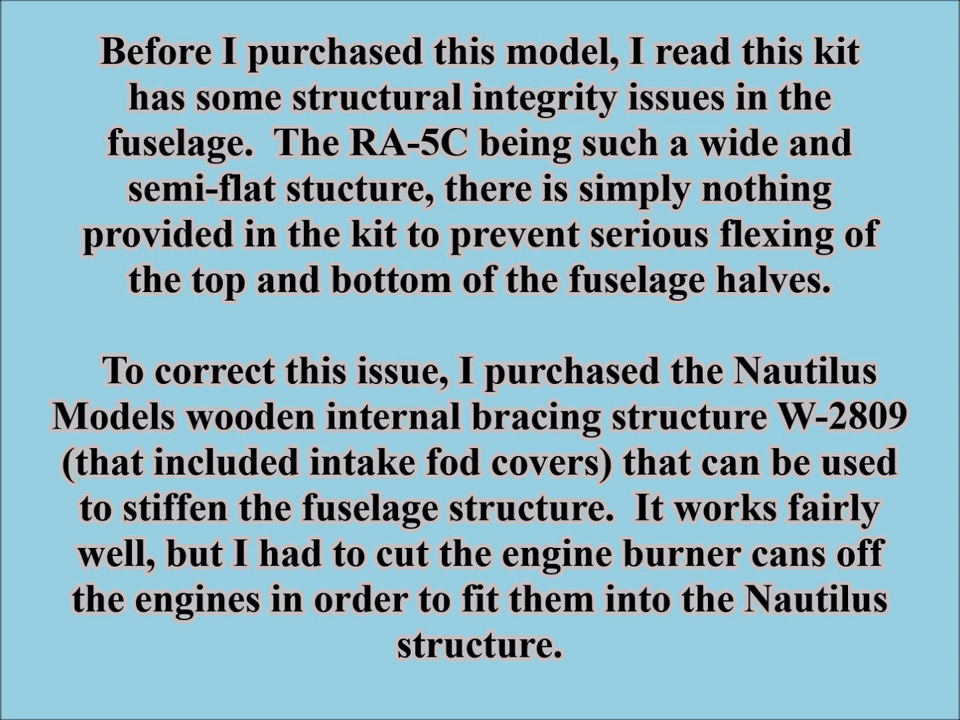 Before I purchased this model, I read this kit
has some structural integrity issues in the
fuselage.  The RA-5C being such a wide and
semi-flat stucture, there is simply nothing
provided in the kit to prevent serious flexing of
the top and bottom of the fuselage halves.
To correct this issue, I purchased the Nautilus
Models wooden internal bracing structure W-2809
(that included intake fod covers) that can be used
to stiffen the fuselage structure.  It works fairly
well, but I had to cut the engine burner cans off
the engines in order to fit them into the Nautilus
structure.